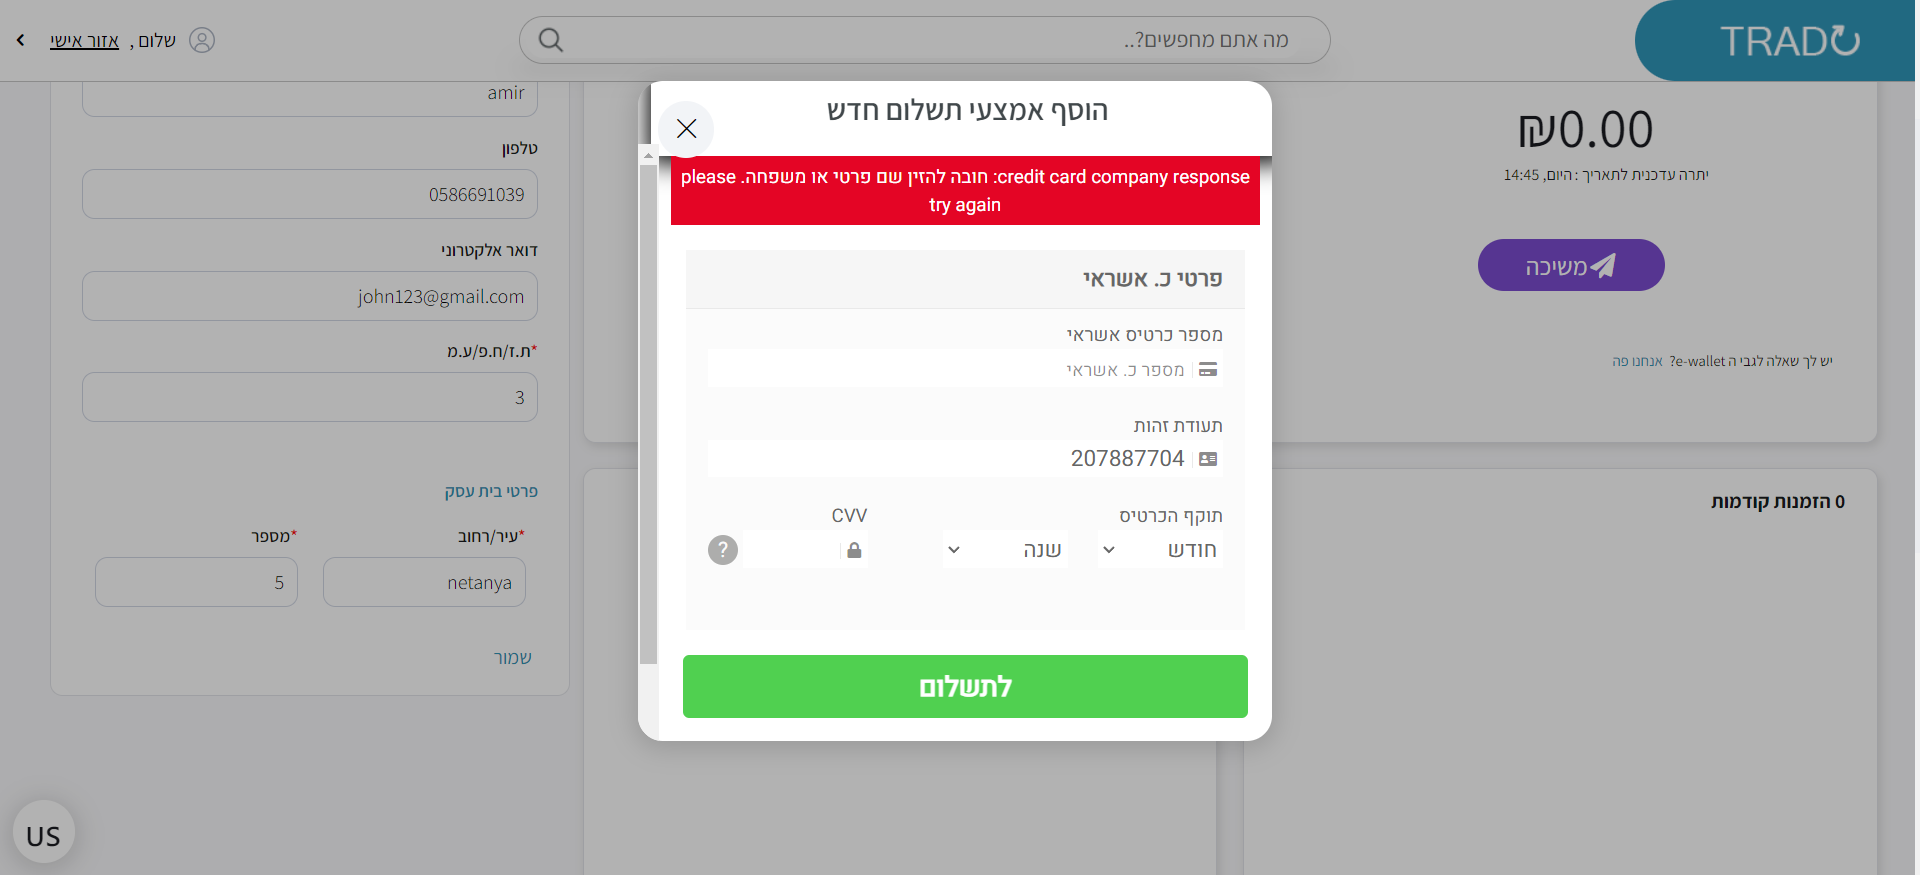 TRADO
מה אתם מחפשים?..
שלום , אזור אישי
הוסף אמצעי תשלום חדש
credit card company response: חובה להזין שם פרטי או משפחה. please
try again
פרטי כ. אשראי
מספר כרטיס אשראי
מספר כ. אשראי
תעודת זהות
207887704
תוקף הכרטיס
CVV
חודש
שנה
?
לתשלום
₪0.00
יתרה עדכנית לתאריך : היום, 14:45
משיכה
יש לך שאלה לגבי ה e-wallet? אנחנו פה
0 הזמנות קודמות
amir
טלפון
0586691039
דואר אלקטרוני
john123@gmail.com
*ת.ז/ח.פ/ע.מ
3
פרטי בית עסק
*עיר/רחוב
*מספר
netanya
5
שמור
US